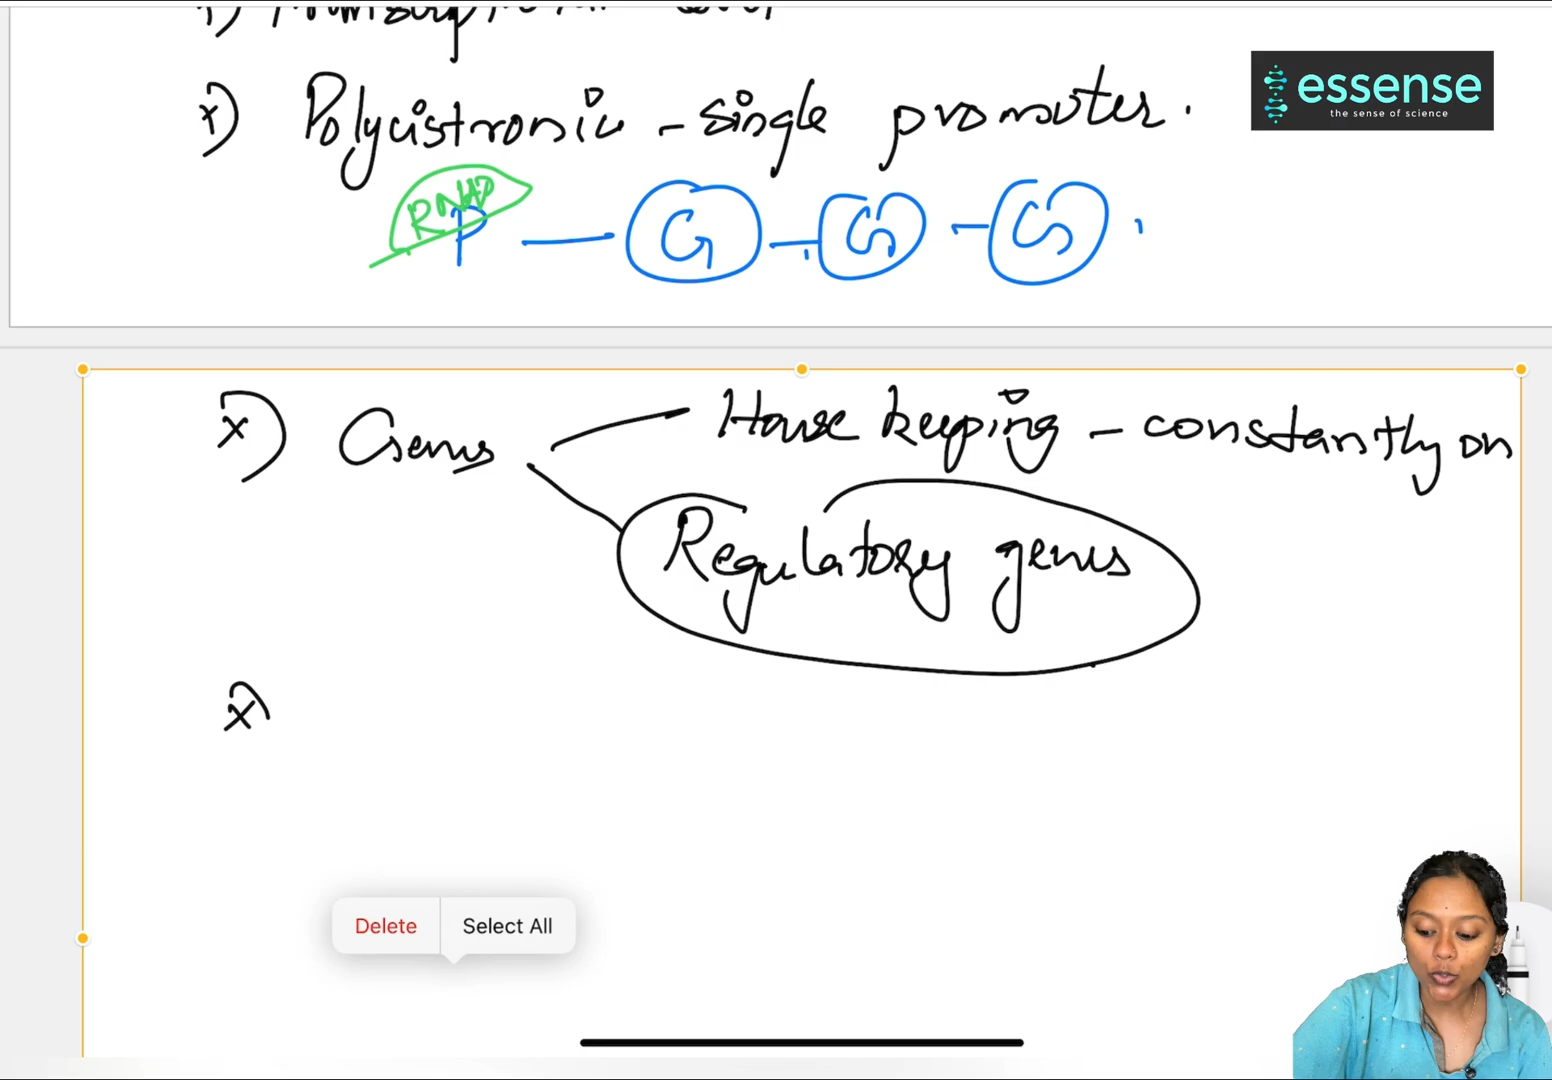 essense
the sense of science
*) Polycistronic - single promoter.
RNAP
P - G - G - G.
*) Genes House keeping - constantly on
Regulatory genes
*)
Delete Select All